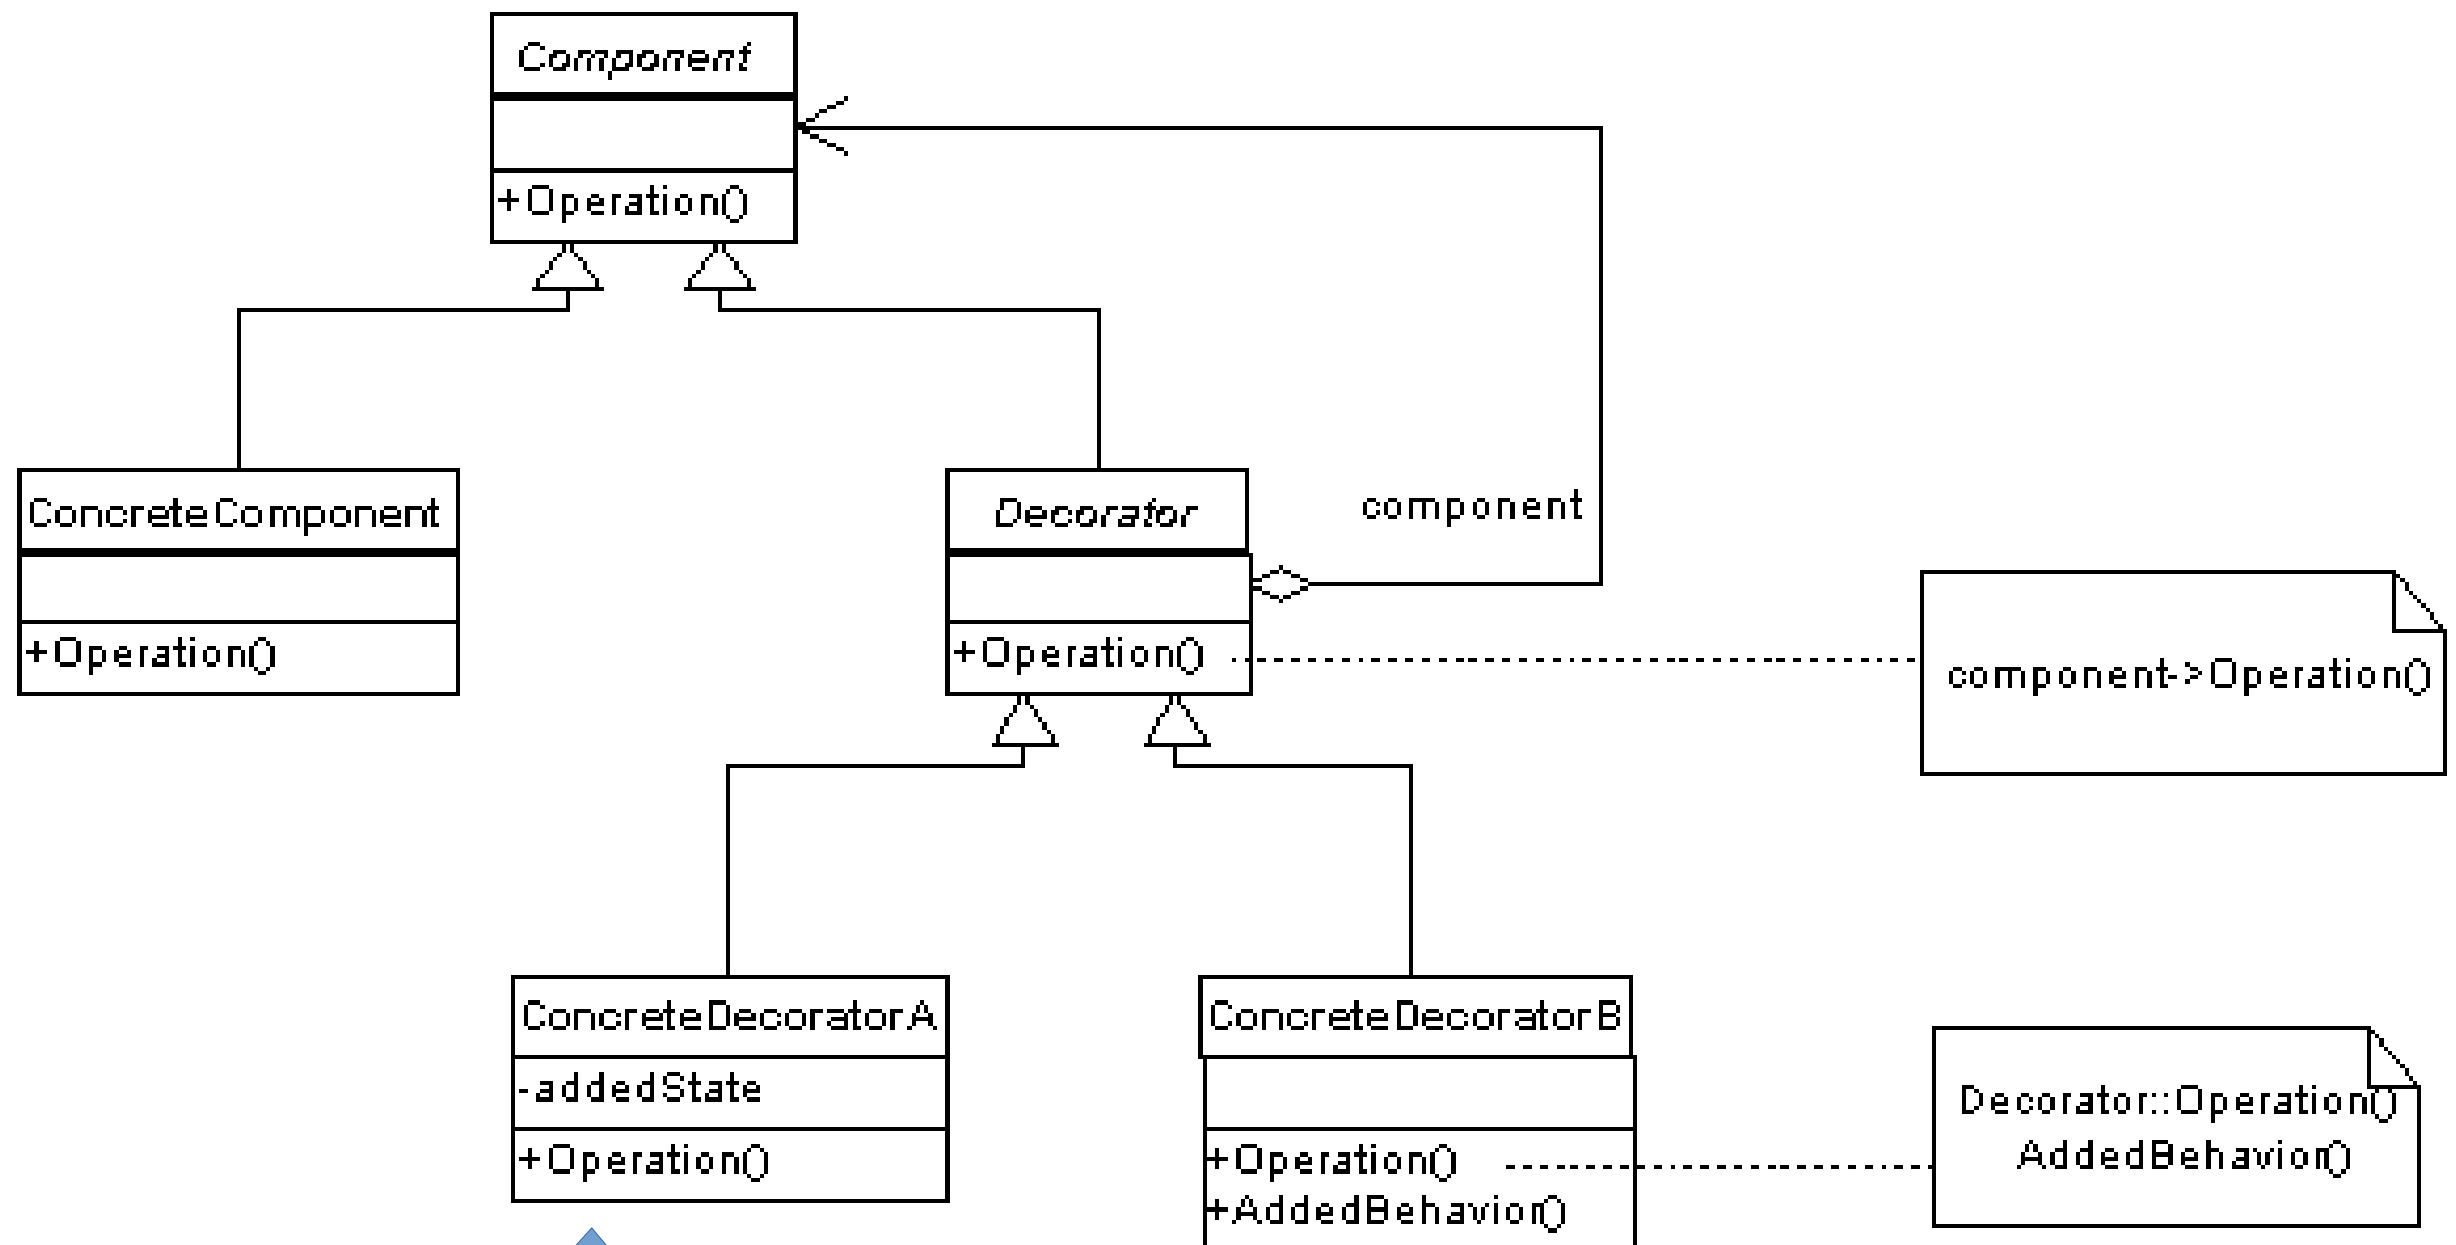 Component
+Operation()
ConcreteComponent
+Operation()
Decorator
+Operation()
component
component->Operation()
ConcreteDecoratorA
-addedState
+Operation()
ConcreteDecoratorB
+Operation()
+AddedBehavior()
Decorator::Operation()
AddedBehavior()